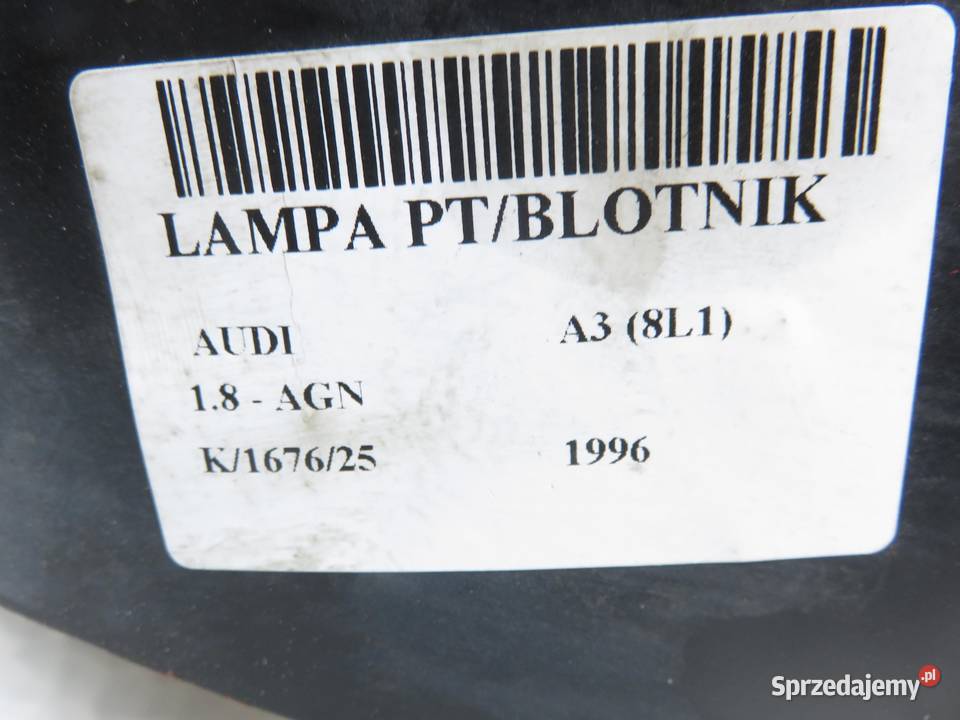 LAMPA PT/BLOTNIK
AUDI A3 (8L1)
1.8 - AGN
K/1676/25 1996
Sprzedajemy.pl